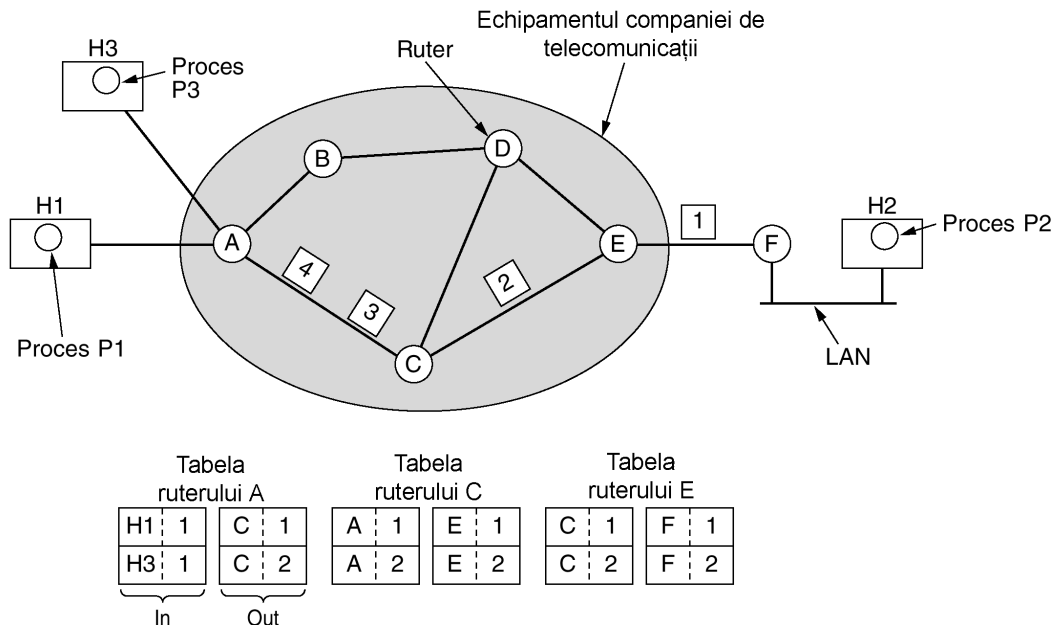 Echipamentul companiei de
telecomunicații
Ruter
H3
Proces
P3
B
D
H1
A
4
3
2
E
1
F
H2
Proces P2
C
Proces P1
LAN
Tabela
ruterului A
Tabela
ruterului C
Tabela
ruterului E
H1 1 C 1 A 1 E 1 C 1 F 1
H3 1 C 2 A 2 E 2 C 2 F 2
In Out